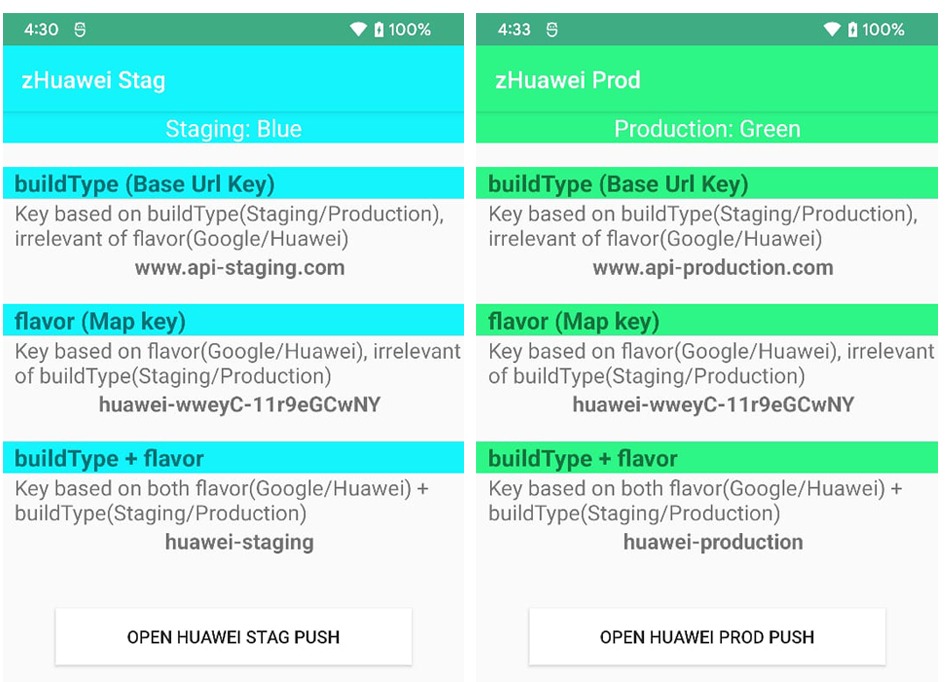 4:30
100%
zHuawei Stag
Staging: Blue
buildType (Base Url Key)
Key based on buildType(Staging/Production),
irrelevant of flavor(Google/Huawei)
www.api-staging.com
flavor (Map key)
Key based on flavor(Google/Huawei), irrelevant
of buildType(Staging/Production)
huawei-wweyC-11r9eGCwNY
buildType + flavor
Key based on both flavor(Google/Huawei) +
buildType(Staging/Production)
huawei-staging
OPEN HUAWEI STAG PUSH
4:33
100%
zHuawei Prod
Production: Green
buildType (Base Url Key)
Key based on buildType(Staging/Production),
irrelevant of flavor(Google/Huawei)
www.api-production.com
flavor (Map key)
Key based on flavor(Google/Huawei), irrelevant
of buildType(Staging/Production)
huawei-wweyC-11r9eGCwNY
buildType + flavor
Key based on both flavor(Google/Huawei) +
buildType(Staging/Production)
huawei-production
OPEN HUAWEI PROD PUSH